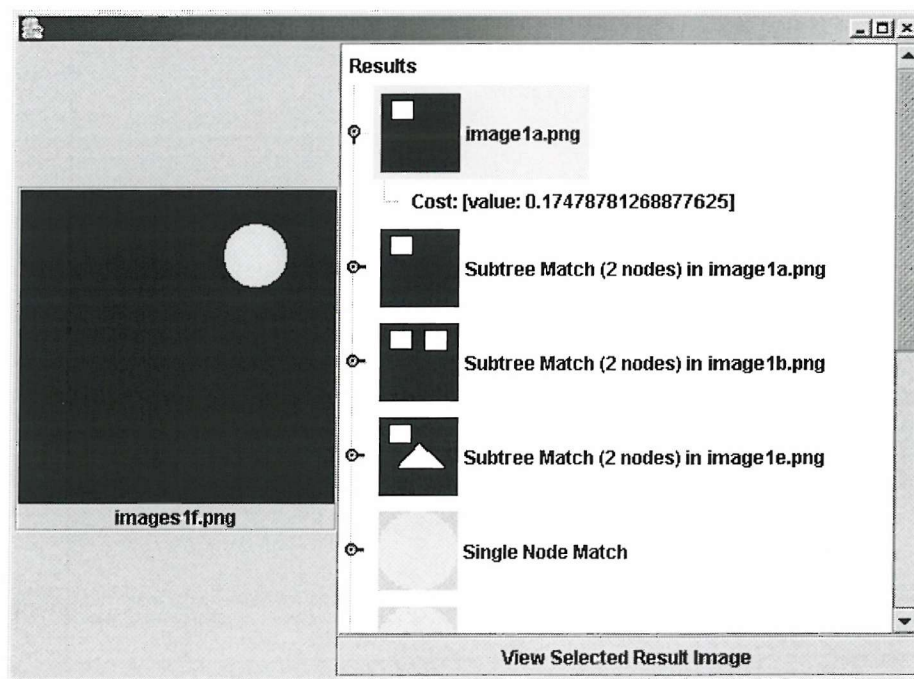 Results
image1a.png
Cost: [value: 0.17478781268877625]
Subtree Match (2 nodes) in image1a.png
Subtree Match (2 nodes) in image1b.png
Subtree Match (2 nodes) in image1e.png
images1f.png
Single Node Match
View Selected Result Image